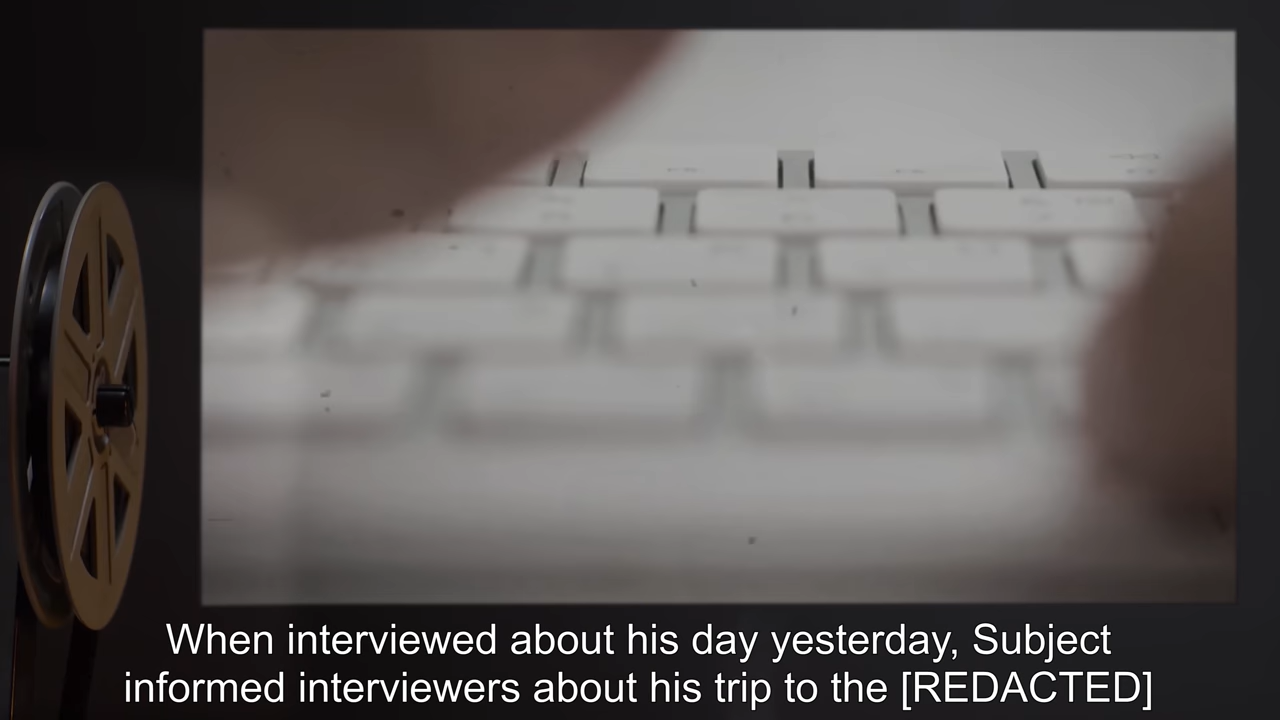 When interviewed about his day yesterday, Subject
informed interviewers about his trip to the [REDACTED]